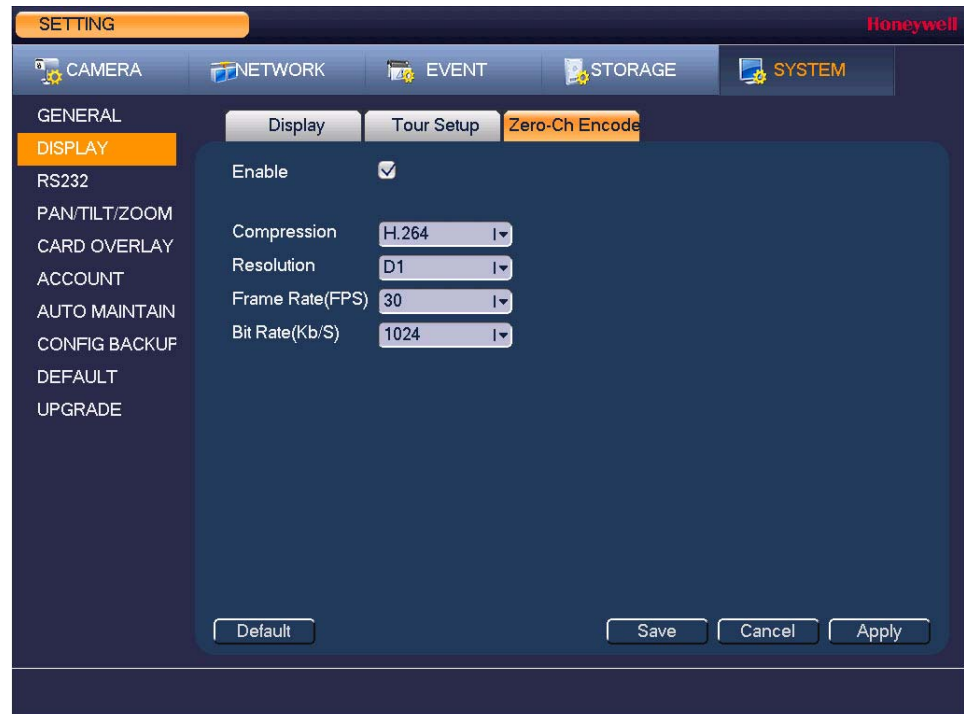 SETTING
Honeywell
CAMERA
NETWORK
EVENT
STORAGE
SYSTEM
GENERAL
DISPLAY
RS232
PAN/TILT/ZOOM
CARD OVERLAY
ACCOUNT
AUTO MAINTAIN
CONFIG BACKUP
DEFAULT
UPGRADE
Display
Tour Setup
Zero-Ch Encode
Enable
Compression H.264
Resolution D1
Frame Rate(FPS) 30
Bit Rate(Kb/S) 1024
Default
Save
Cancel
Apply